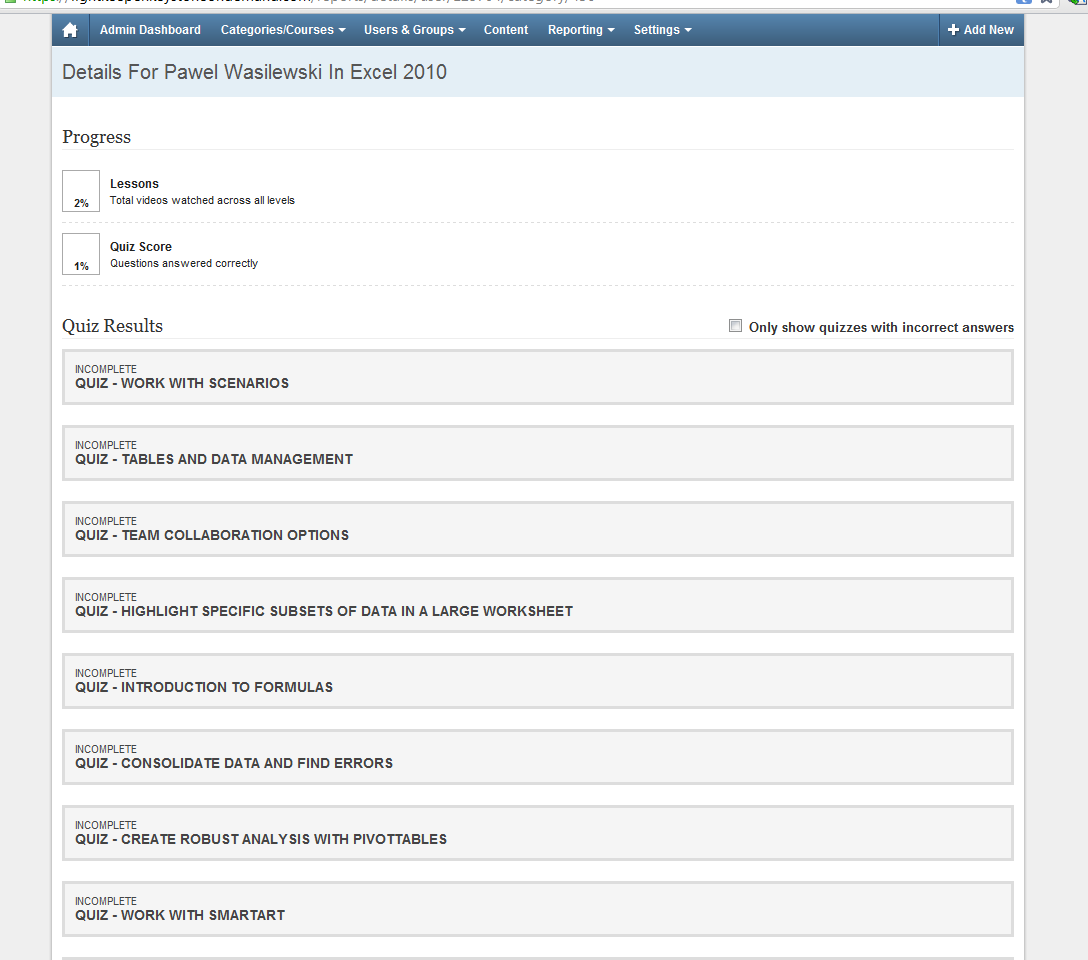 Admin Dashboard Categories/Courses Users & Groups Content Reporting Settings Add New
Details For Pawel Wasilewski In Excel 2010
Progress
2%
Lessons
Total videos watched across all levels
1%
Quiz Score
Questions answered correctly
Quiz Results Only show quizzes with incorrect answers
INCOMPLETE
QUIZ - WORK WITH SCENARIOS
INCOMPLETE
QUIZ - TABLES AND DATA MANAGEMENT
INCOMPLETE
QUIZ - TEAM COLLABORATION OPTIONS
INCOMPLETE
QUIZ - HIGHLIGHT SPECIFIC SUBSETS OF DATA IN A LARGE WORKSHEET
INCOMPLETE
QUIZ - INTRODUCTION TO FORMULAS
INCOMPLETE
QUIZ - CONSOLIDATE DATA AND FIND ERRORS
INCOMPLETE
QUIZ - CREATE ROBUST ANALYSIS WITH PIVOTTABLES
INCOMPLETE
QUIZ - WORK WITH SMARTART